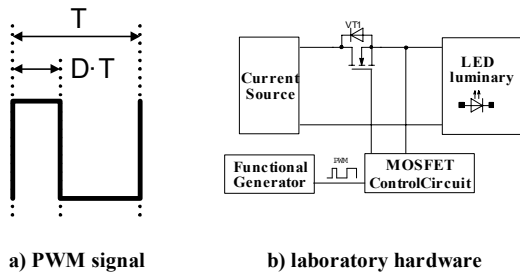 T
D·T
VT1
Current
Source
LED
luminary
Functional
Generator
PWM
MOSFET
ControlCircuit
a) PWM signal
b) laboratory hardware